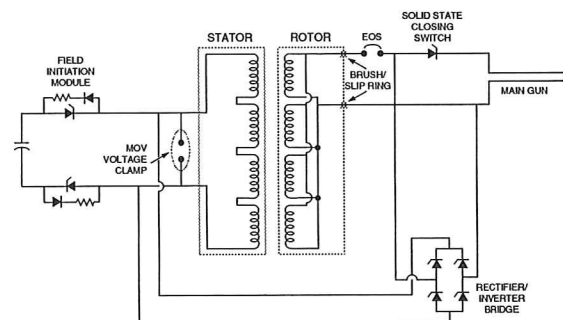 SOLID STATE
CLOSING
SWITCH
STATOR
ROTOR
EOS
FIELD
INITIATION
MODULE
BRUSH/
SLIP RING
MAIN GUN
MOV
VOLTAGE
CLAMP
RECTIFIER/
INVERTER
BRIDGE